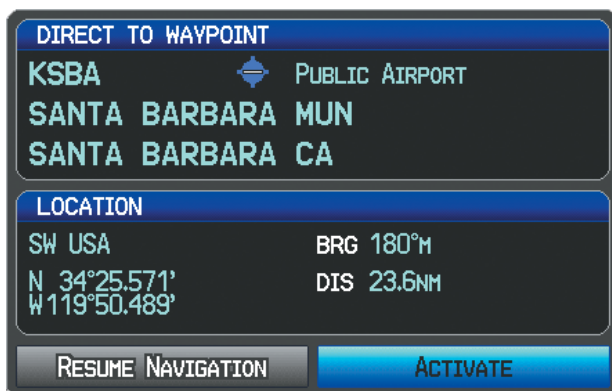 DIRECT TO WAYPOINT
KSBA PUBLIC AIRPORT
SANTA BARBARA MUN
SANTA BARBARA CA
LOCATION
SW USA BRG 180°M
N 34°25.571' DIS 23.6NM
W119°50.489'
RESUME NAVIGATION ACTIVATE